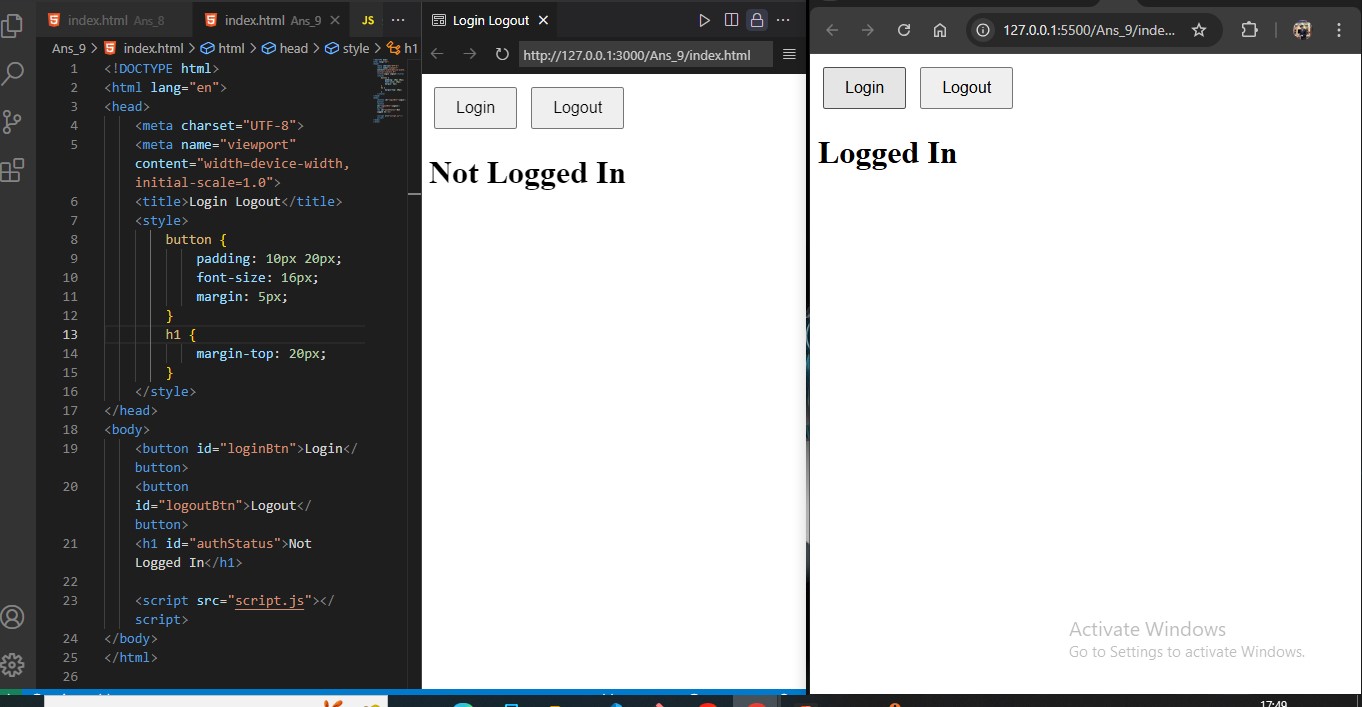 index.html Ans_8
index.html Ans_9
JS
Ans_9 > index.html > html > head > style > h1
1 <!DOCTYPE html>
2 <html lang="en">
3 <head>
4 <meta charset="UTF-8">
5 <meta name="viewport"
content="width=device-width,
initial-scale=1.0">
6 <title>Login Logout</title>
7 <style>
8 button {
9 padding: 10px 20px;
10 font-size: 16px;
11 margin: 5px;
12 }
13 h1 {
14 margin-top: 20px;
15 }
16 </style>
17 </head>
18 <body>
19 <button id="loginBtn">Login</
button>
20 <button
id="logoutBtn">Logout</
button>
21 <h1 id="authStatus">Not
Logged In</h1>
22
23 <script src="script.js"></
script>
24 </body>
25 </html>
26
Login Logout
http://127.0.0.1:3000/Ans_9/index.html
Login Logout
Not Logged In
127.0.0.1:5500/Ans_9/inde...
Login Logout
Logged In
Activate Windows
Go to Settings to activate Windows.
17:49